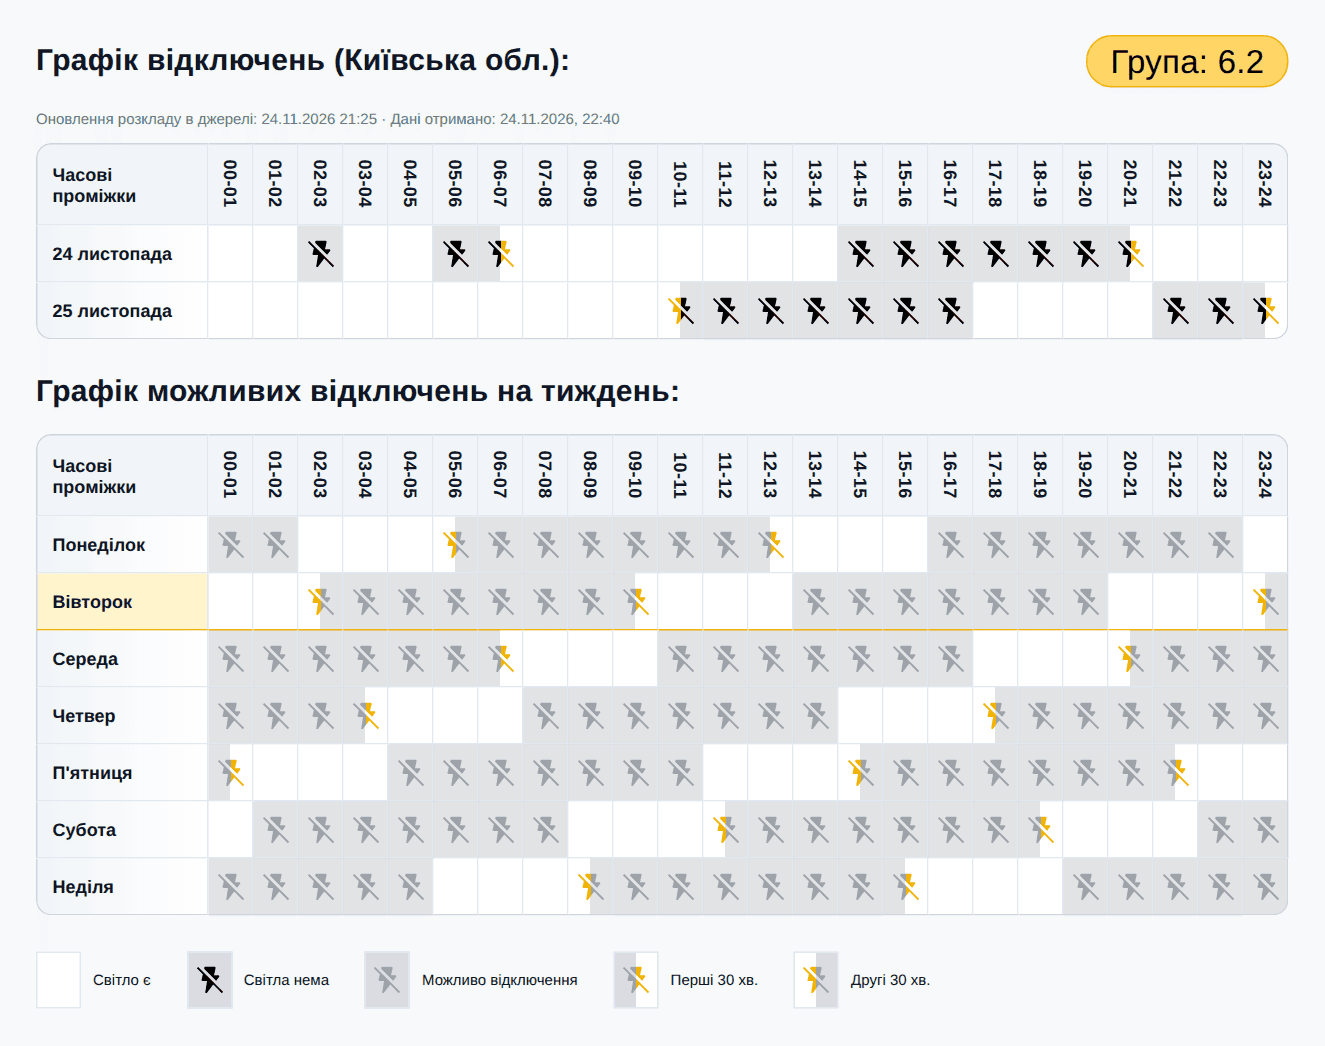 Графік відключень (Київська обл.):
Група: 6.2
Оновлення розкладу в джерелі: 24.11.2026 21:25 · Дані отримано: 24.11.2026, 22:40
Часові проміжки 00-01 01-02 02-03 03-04 04-05 05-06 06-07 07-08 08-09 09-10 10-11 11-12 12-13 13-14 14-15 15-16 16-17 17-18 18-19 19-20 20-21 21-22 22-23 23-24
24 листопада
25 листопада
Графік можливих відключень на тиждень:
Часові проміжки 00-01 01-02 02-03 03-04 04-05 05-06 06-07 07-08 08-09 09-10 10-11 11-12 12-13 13-14 14-15 15-16 16-17 17-18 18-19 19-20 20-21 21-22 22-23 23-24
Понеділок
Вівторок
Середа
Четвер
П'ятниця
Субота
Неділя
Світло є Світла нема Можливо відключення Перші 30 хв. Другі 30 хв.